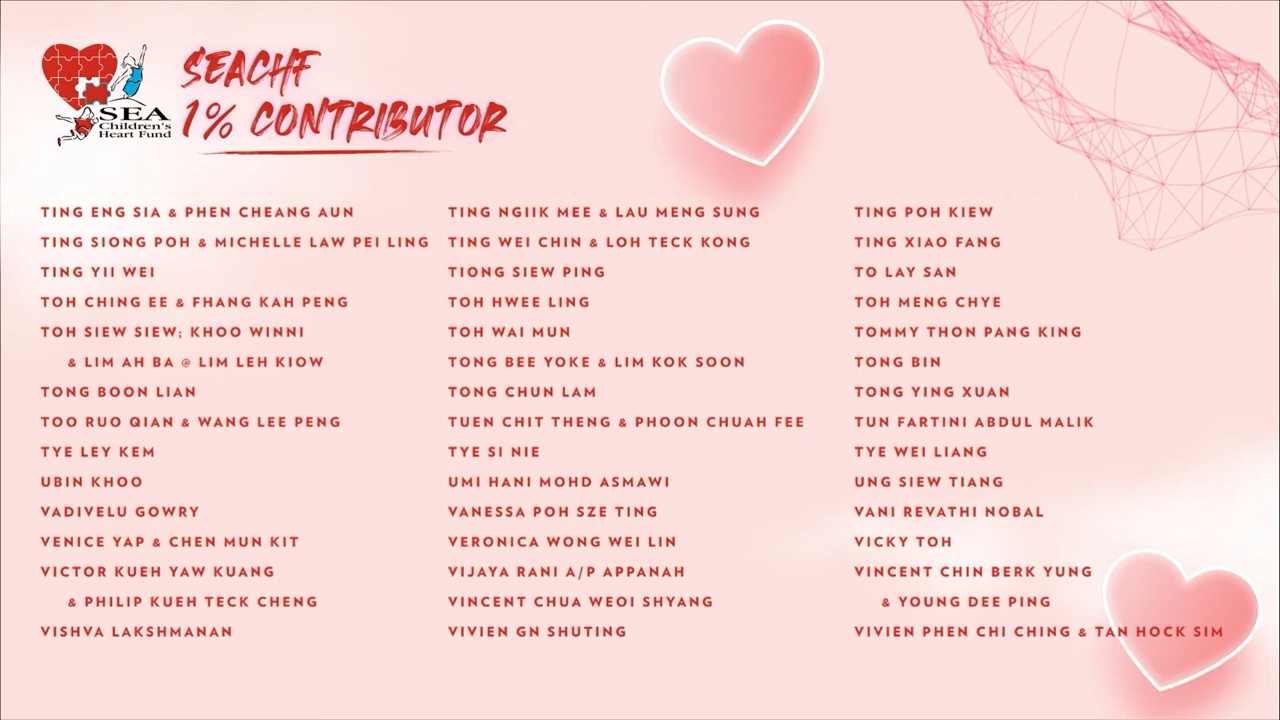 SEA
Children's
Heart Fund
SEACHF
1% CONTRIBUTOR
TING ENG SIA & PHEN CHEANG AUN
TING SIONG POH & MICHELLE LAW PEI LING
TING YII WEI
TOH CHING EE & FHANG KAH PENG
TOH SIEW SIEW; KHOO WINNI
& LIM AH BA @ LIM LEH KIOW
TONG BOON LIAN
TOO RUO QIAN & WANG LEE PENG
TYE LEY KEM
UBIN KHOO
VADIVELU GOWRY
VENICE YAP & CHEN MUN KIT
VICTOR KUEH YAW KUANG
& PHILIP KUEH TECK CHENG
VISHVA LAKSHMANAN
TING NGIIK MEE & LAU MENG SUNG
TING WEI CHIN & LOH TECK KONG
TIONG SIEW PING
TOH HWEE LING
TOH WAI MUN
TONG BEE YOKE & LIM KOK SOON
TONG CHUN LAM
TUEN CHIT THENG & PHOON CHUAH FEE
TYE SI NIE
UMI HANI MOHD ASMAWI
VANESSA POH SZE TING
VERONICA WONG WEI LIN
VIJAYA RANI A/P APPANAH
VINCENT CHUA WEOI SHYANG
VIVIEN GN SHUTING
TING POH KIEW
TING XIAO FANG
TO LAY SAN
TOH MENG CHYE
TOMMY THON PANG KING
TONG BIN
TONG YING XUAN
TUN FARTINI ABDUL MALIK
TYE WEI LIANG
UNG SIEW TIANG
VANI REVATHI NOBAL
VICKY TOH
VINCENT CHIN BERK YUNG
& YOUNG DEE PING
VIVIEN PHEN CHI CHING & TAN HOCK SIM